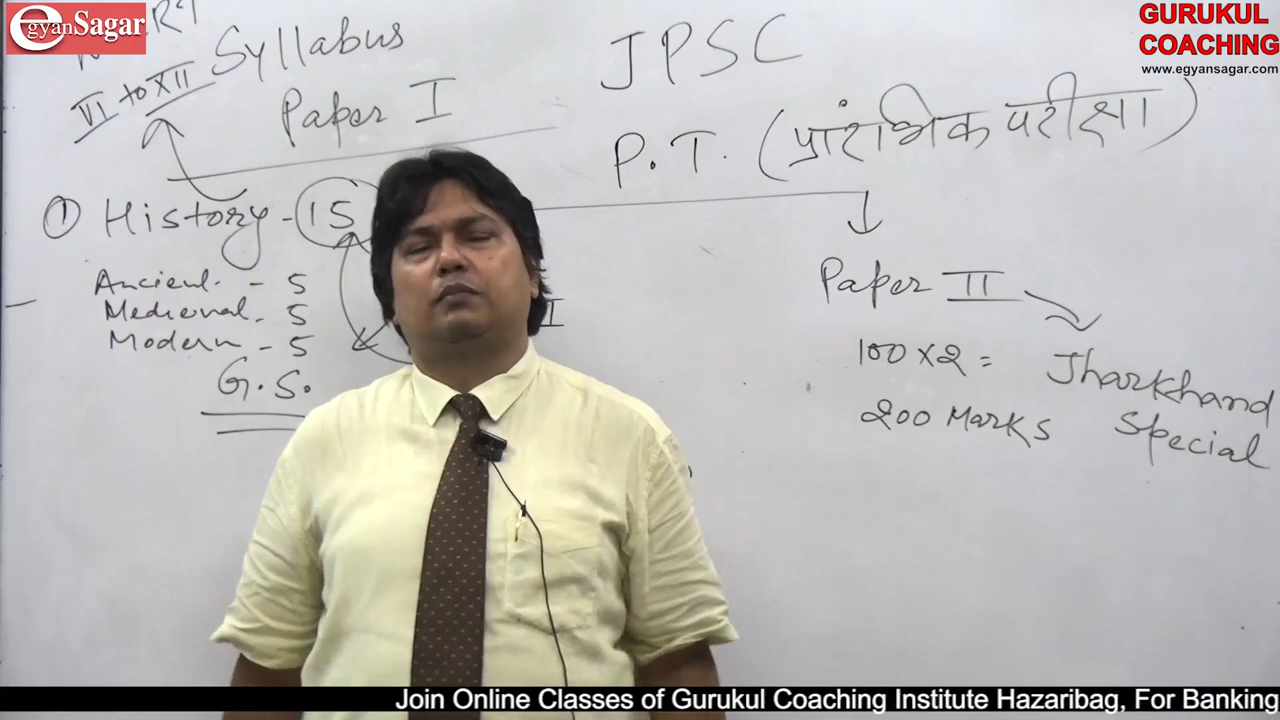 egyanSagar
GURUKUL
COACHING
www.egyansagar.com
VI to XII
Syllabus
Paper I
① History - 15
Ancient. - 5
Medieval. 5
Modern - 5
G.S.
JPSC
P.T. (प्रारंभिक परीक्षा)
I
Paper II
100 x 2 =
200 Marks
Jharkhand
Special
Join Online Classes of Gurukul Coaching Institute Hazaribag, For Banking